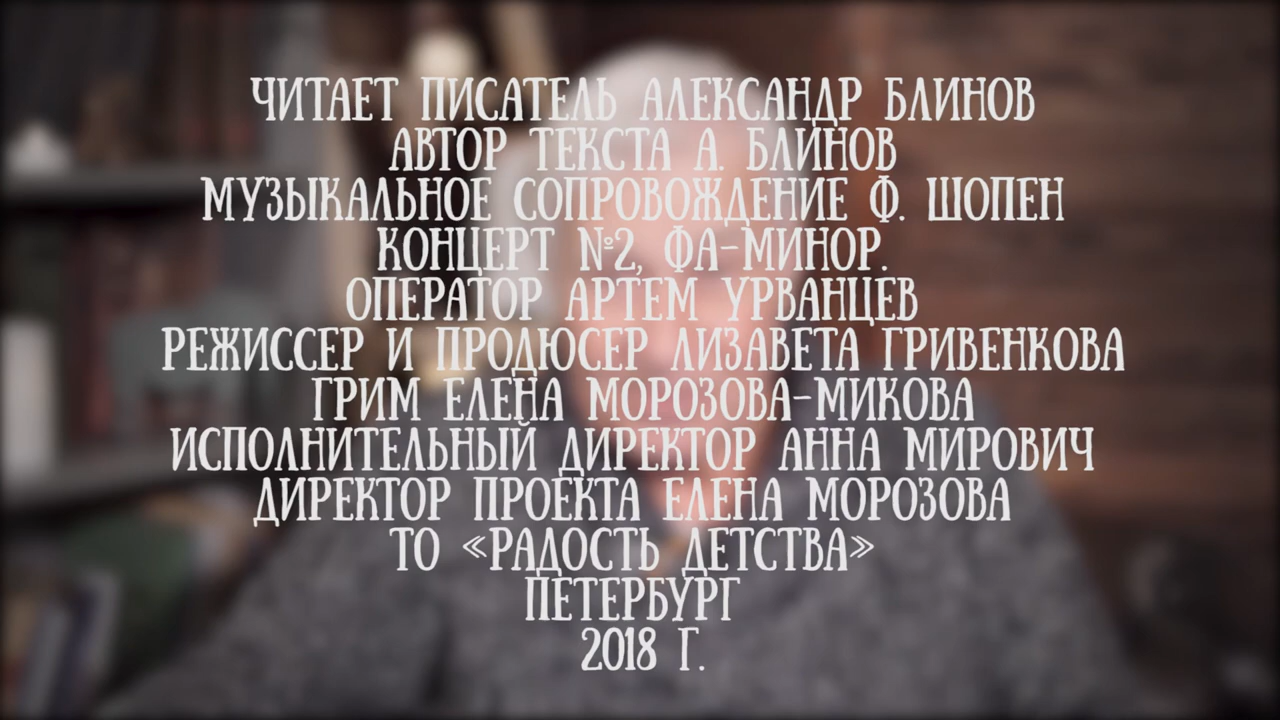 ЧИТАЕТ ПИСАТЕЛЬ АЛЕКСАНДР БЛИНОВ
АВТОР ТЕКСТА А. БЛИНОВ
МУЗЫКАЛЬНОЕ СОПРОВОЖДЕНИЕ Ф. ШОПЕН
КОНЦЕРТ №2, ФА-МИНОР.
ОПЕРАТОР АРТЕМ УРВАНЦЕВ
РЕЖИССЕР И ПРОДЮСЕР ЛИЗАВЕТА ГРИВЕНКОВА
ГРИМ ЕЛЕНА МОРОЗОВА-МИКОВА
ИСПОЛНИТЕЛЬНЫЙ ДИРЕКТОР АННА МИРОВИЧ
ДИРЕКТОР ПРОЕКТА ЕЛЕНА МОРОЗОВА
ТО «РАДОСТЬ ДЕТСТВА»
ПЕТЕРБУРГ
2018 Г.